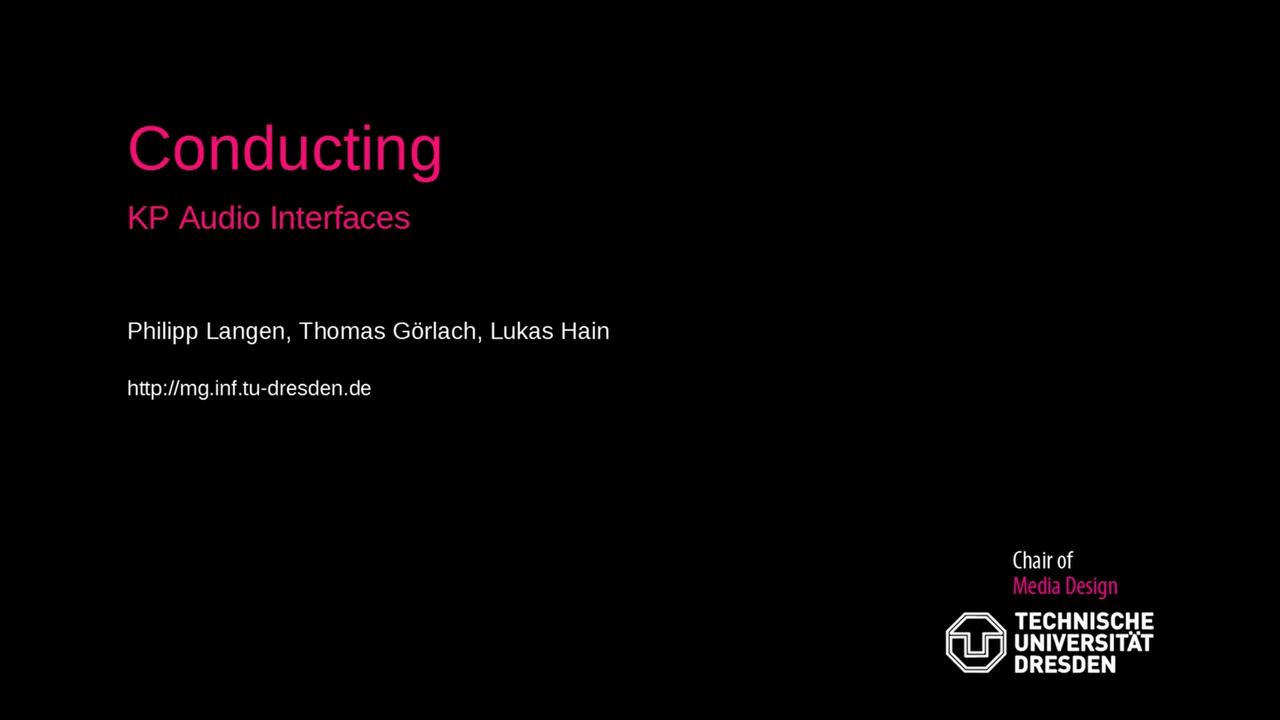 Conducting
KP Audio Interfaces
Philipp Langen, Thomas Görlach, Lukas Hain
http://mg.inf.tu-dresden.de
Chair of
Media Design
TECHNISCHE
UNIVERSITÄT
DRESDEN